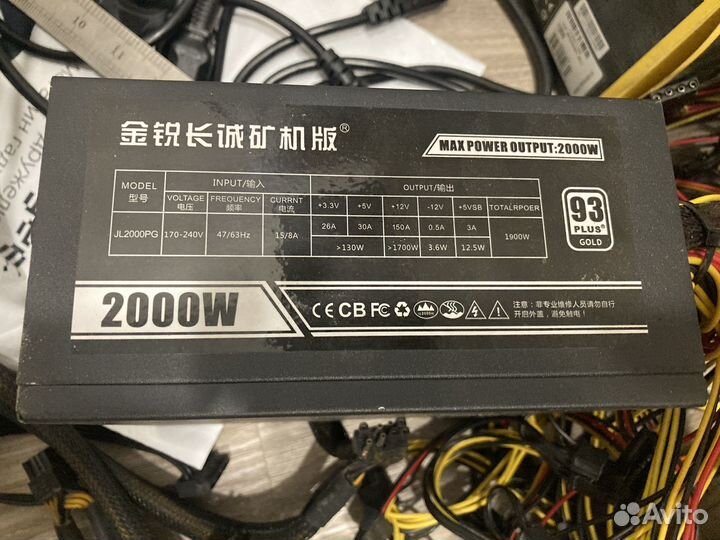 金锐长诚矿机版®
MAX POWER OUTPUT:2000W
MODEL
型号
INPUT/输入
OUTPUT/输出
VOLTAGE
电压
FREQUENCY
频率
CURRNT
电流
+3.3V +5V +12V -12V +5VSB TOTALRPOER
JL2000PG 170-240V 47/63Hz 15/8A
26A 30A 150A 0.5A 3A 1900W
>130W >1700W 3.6W 12.5W
93
PLUS
GOLD
2000W
CE CB FC
注意：非专业维修人员请勿自行
开启外盖，避免触电！
10 11
Avito